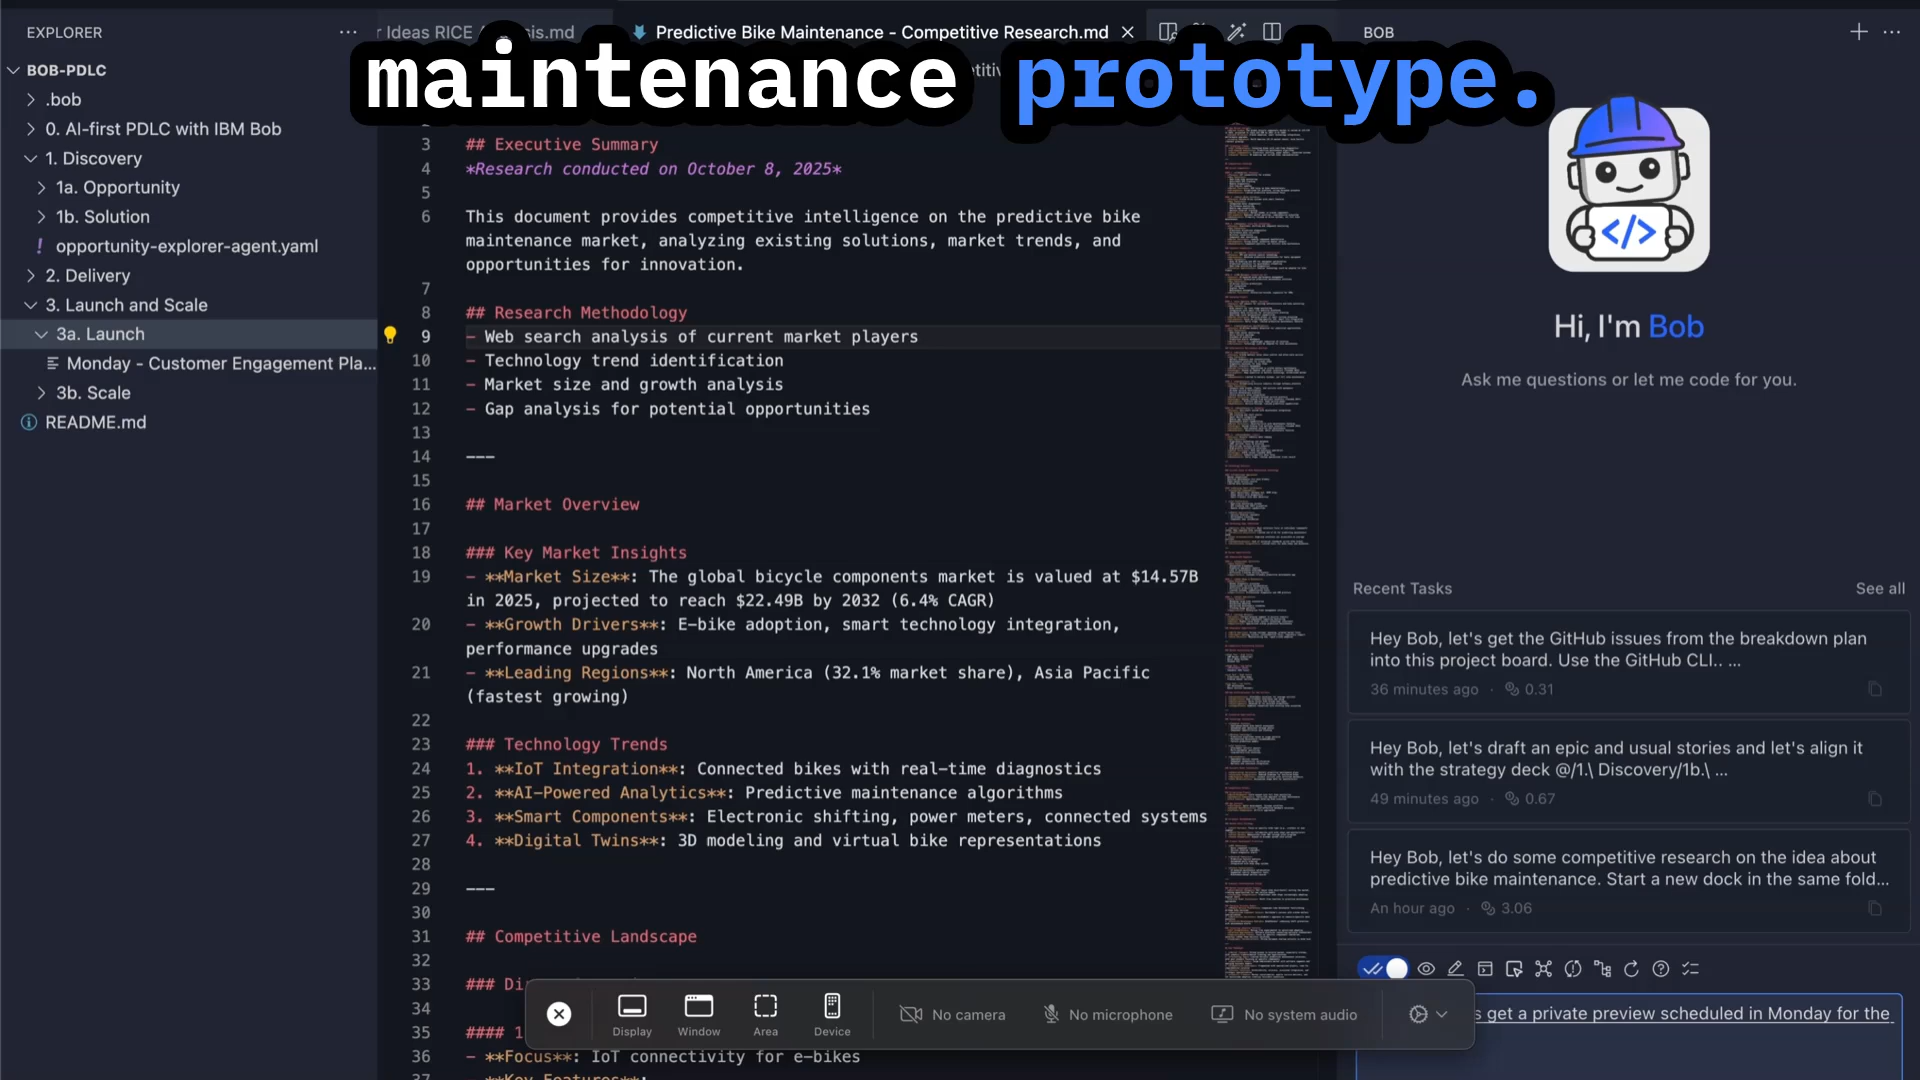 EXPLORER
BOB-PDLC
.bob
0. AI-first PDLC with IBM Bob
1. Discovery
1a. Opportunity
1b. Solution
! opportunity-explorer-agent.yaml
2. Delivery
3. Launch and Scale
3a. Launch
Monday - Customer Engagement Pla...
3b. Scale
README.md
r Ideas RICE
is.md
Predictive Bike Maintenance - Competitive Research.md
maintenance prototype.
3 ## Executive Summary
4 *Research conducted on October 8, 2025*
5
6 This document provides competitive intelligence on the predictive bike
maintenance market, analyzing existing solutions, market trends, and
opportunities for innovation.
7
8 ## Research Methodology
9 - Web search analysis of current market players
10 - Technology trend identification
11 - Market size and growth analysis
12 - Gap analysis for potential opportunities
13
14 ---
15
16 ## Market Overview
17
18 ### Key Market Insights
19 - **Market Size**: The global bicycle components market is valued at $14.57B
in 2025, projected to reach $22.49B by 2032 (6.4% CAGR)
20 - **Growth Drivers**: E-bike adoption, smart technology integration,
performance upgrades
21 - **Leading Regions**: North America (32.1% market share), Asia Pacific
(fastest growing)
22
23 ### Technology Trends
24 1. **IoT Integration**: Connected bikes with real-time diagnostics
25 2. **AI-Powered Analytics**: Predictive maintenance algorithms
26 3. **Smart Components**: Electronic shifting, power meters, connected systems
27 4. **Digital Twins**: 3D modeling and virtual bike representations
28
29 ---
30
31 ## Competitive Landscape
32
33 ### Di
34
35 #### 1
36 - **Focus**: IoT connectivity for e-bikes
37 - **Key Features**:
Display
Window
Area
Device
No camera
No microphone
No system audio
BOB
</>
Hi, I'm Bob
Ask me questions or let me code for you.
Recent Tasks
See all
Hey Bob, let's get the GitHub issues from the breakdown plan
into this project board. Use the GitHub CLI.. ...
36 minutes ago · 0.31
Hey Bob, let's draft an epic and usual stories and let's align it
with the strategy deck @/1.\ Discovery/1b.\ ...
49 minutes ago · 0.67
Hey Bob, let's do some competitive research on the idea about
predictive bike maintenance. Start a new dock in the same fold...
An hour ago · 3.06
s get a private preview scheduled in Monday for the